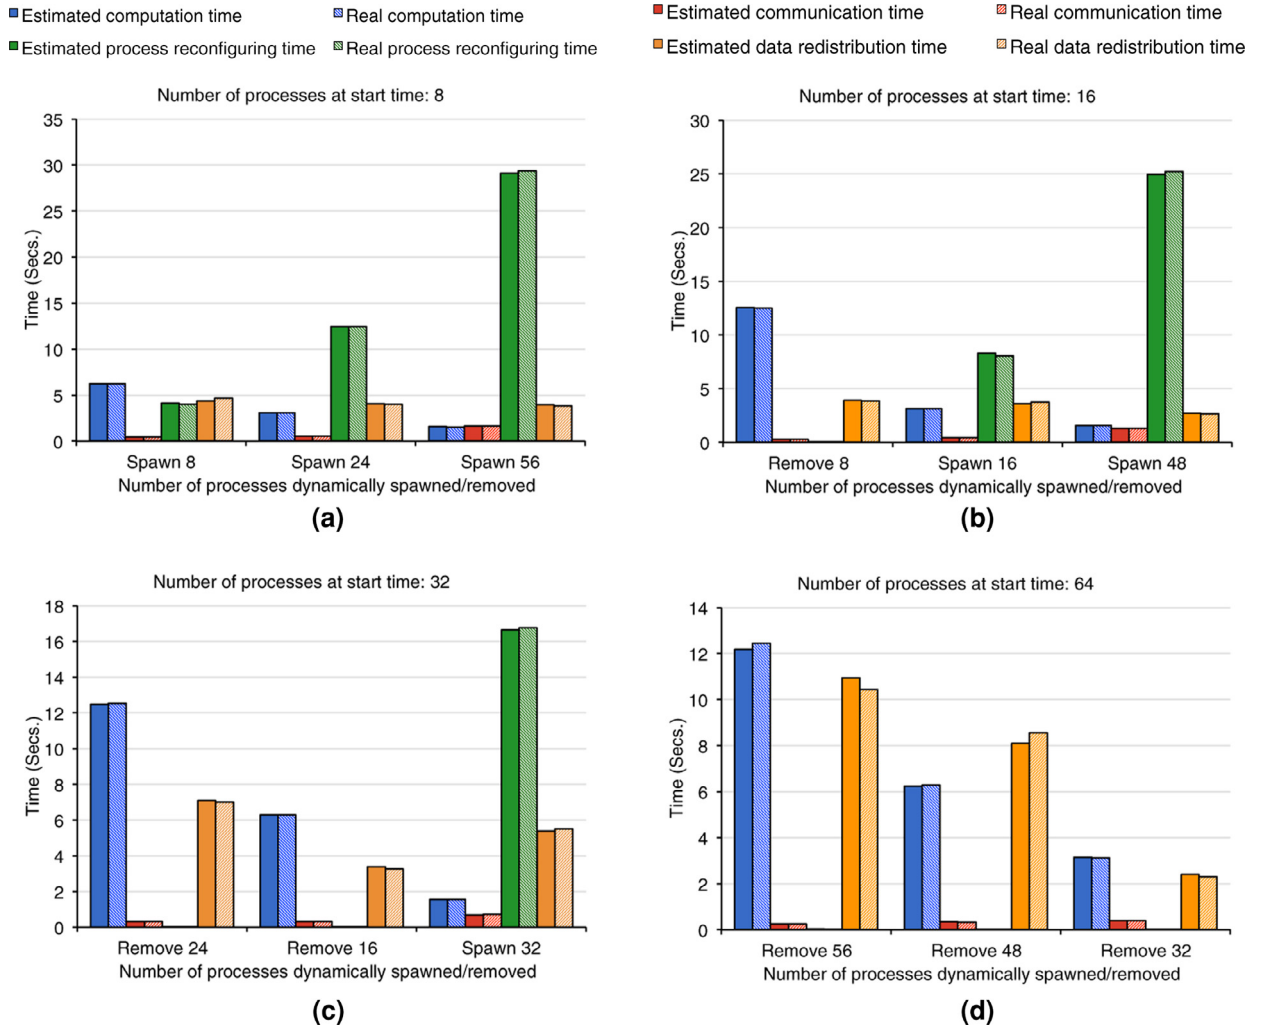 Estimated computation time
Real computation time
Estimated process reconfiguring time
Real process reconfiguring time
Estimated communication time
Real communication time
Estimated data redistribution time
Real data redistribution time
Number of processes at start time: 8
35
30
25
20
15
10
5
0
Time (Secs.)
Spawn 8
Spawn 24
Spawn 56
Number of processes dynamically spawned/removed
(a)
Number of processes at start time: 16
30
25
20
15
10
5
0
Time (Secs.)
Remove 8
Spawn 16
Spawn 48
Number of processes dynamically spawned/removed
(b)
Number of processes at start time: 32
18
16
14
12
10
8
6
4
2
0
Time (Secs.)
Remove 24
Remove 16
Spawn 32
Number of processes dynamically spawned/removed
(c)
Number of processes at start time: 64
14
12
10
8
6
4
2
0
Time (Secs.)
Remove 56
Remove 48
Remove 32
Number of processes dynamically spawned/removed
(d)